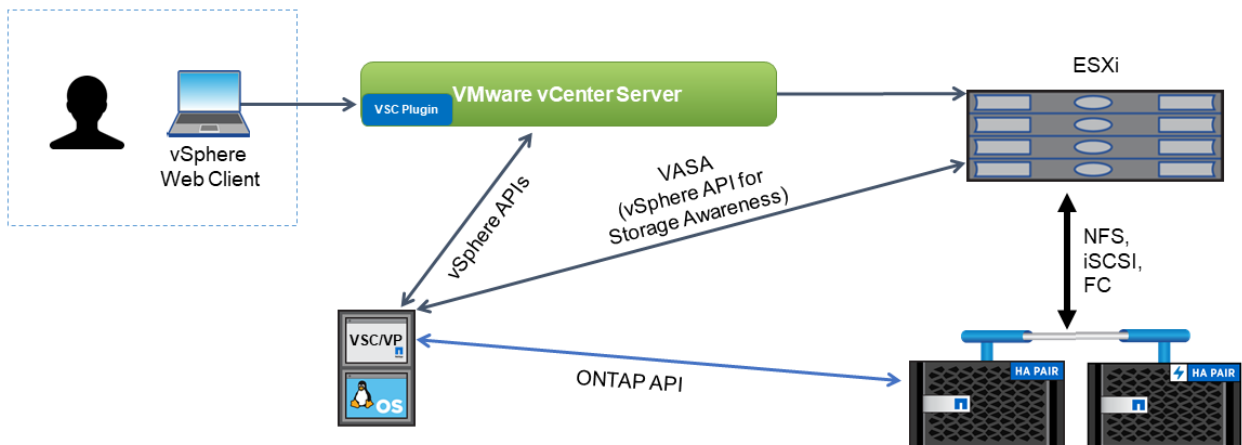 ESXi
VMware vCenter Server
VSC Plugin
vSphere
Web Client
vSphere APIs
VASA
(vSphere API for
Storage Awareness)
NFS,
iSCSI,
FC
VSC/VP
OS
ONTAP API
HA PAIR
HA PAIR